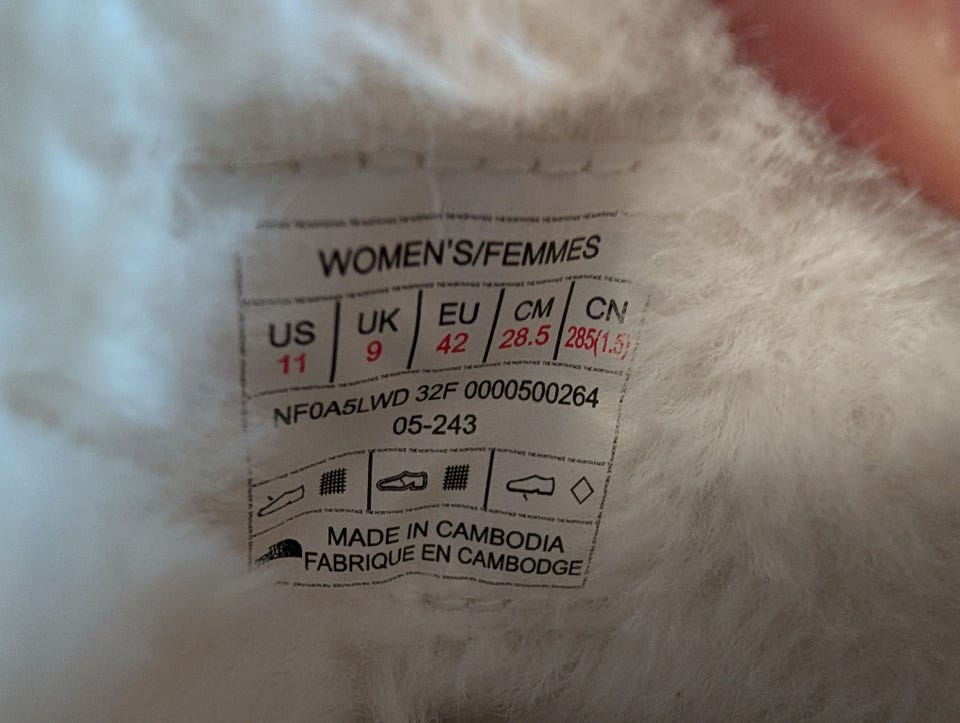 WOMEN'S/FEMMES
US UK EU CM CN
11 9 42 28.5 285(1.5)
NF0A5LWD 32F 0000500264
05-243
MADE IN CAMBODIA
FABRIQUE EN CAMBODGE